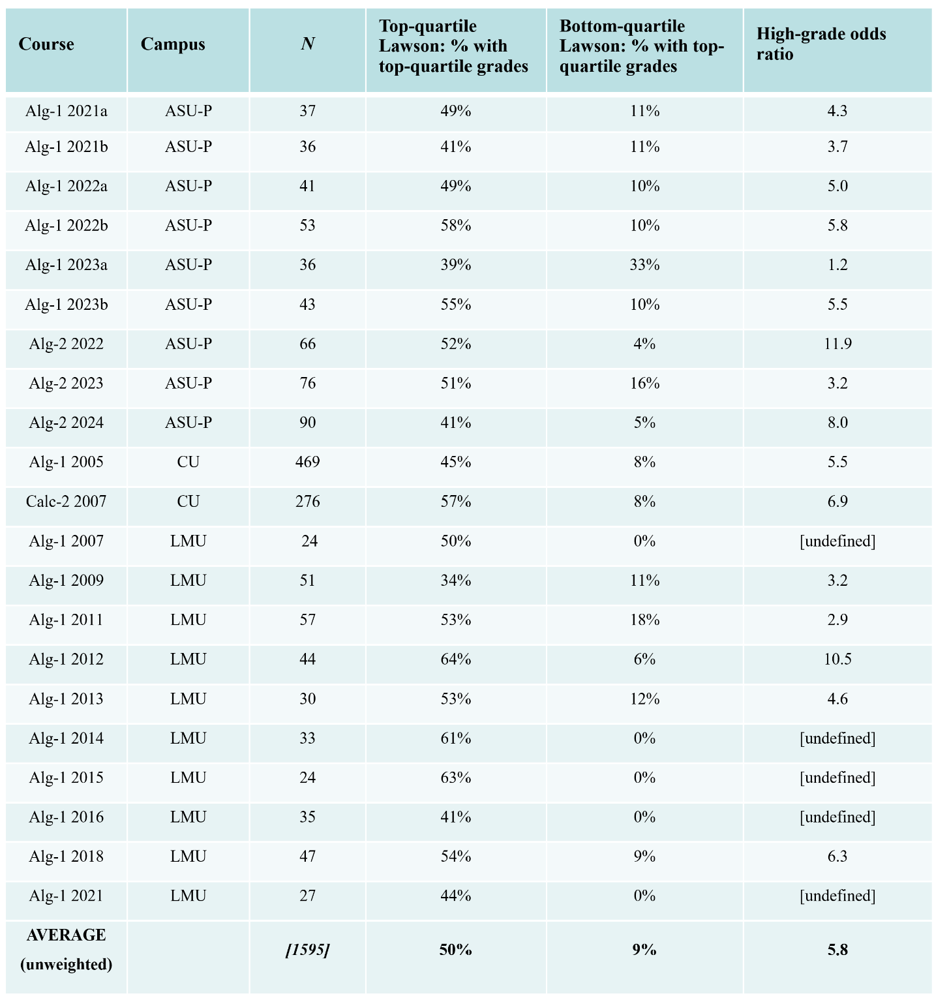 Course Campus N Top-quartile Lawson: % with top-quartile grades Bottom-quartile Lawson: % with top-quartile grades High-grade odds ratio
Alg-1 2021a ASU-P 37 49% 11% 4.3
Alg-1 2021b ASU-P 36 41% 11% 3.7
Alg-1 2022a ASU-P 41 49% 10% 5.0
Alg-1 2022b ASU-P 53 58% 10% 5.8
Alg-1 2023a ASU-P 36 39% 33% 1.2
Alg-1 2023b ASU-P 43 55% 10% 5.5
Alg-2 2022 ASU-P 66 52% 4% 11.9
Alg-2 2023 ASU-P 76 51% 16% 3.2
Alg-2 2024 ASU-P 90 41% 5% 8.0
Alg-1 2005 CU 469 45% 8% 5.5
Calc-2 2007 CU 276 57% 8% 6.9
Alg-1 2007 LMU 24 50% 0% [undefined]
Alg-1 2009 LMU 51 34% 11% 3.2
Alg-1 2011 LMU 57 53% 18% 2.9
Alg-1 2012 LMU 44 64% 6% 10.5
Alg-1 2013 LMU 30 53% 12% 4.6
Alg-1 2014 LMU 33 61% 0% [undefined]
Alg-1 2015 LMU 24 63% 0% [undefined]
Alg-1 2016 LMU 35 41% 0% [undefined]
Alg-1 2018 LMU 47 54% 9% 6.3
Alg-1 2021 LMU 27 44% 0% [undefined]
AVERAGE (unweighted) [1595] 50% 9% 5.8